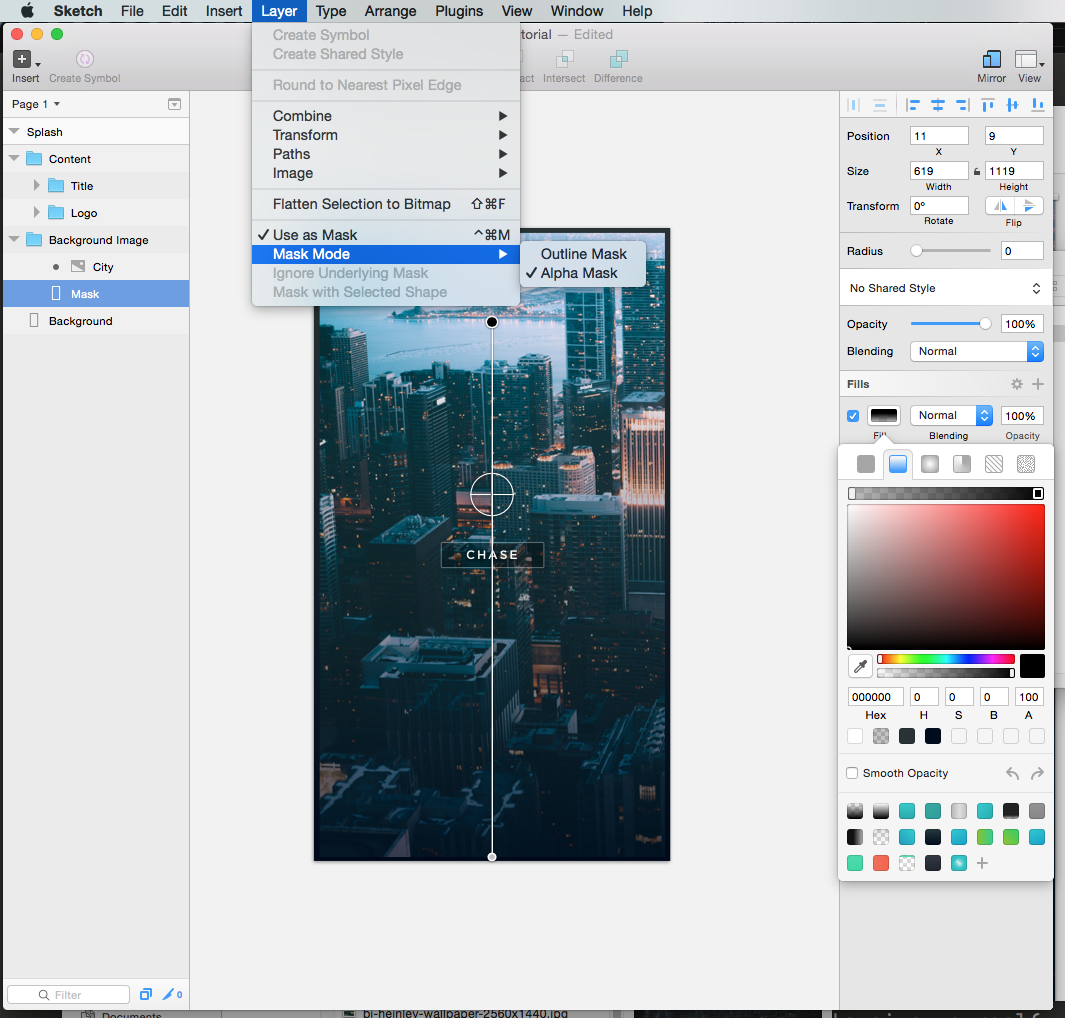 Sketch File Edit Insert Layer Type Arrange Plugins View Window Help
torial — Edited
Insert Create Symbol
act Intersect Difference
Mirror View
Page 1
Splash
Content
Title
Logo
Background Image
City
Mask
Background
Filter
0
Create Symbol
Create Shared Style
Round to Nearest Pixel Edge
Combine
Transform
Paths
Image
Flatten Selection to Bitmap ⇧⌘F
✓ Use as Mask ^⌘M
Mask Mode
Ignore Underlying Mask
Mask with Selected Shape
Outline Mask
✓ Alpha Mask
CHASE
Position 11 9
X Y
Size 619 1119
Width Height
Transform 0°
Rotate Flip
Radius 0
No Shared Style
Opacity 100%
Blending Normal
Fills
Normal 100%
Fill Blending Opacity
000000 0 0 0 100
Hex H S B A
Smooth Opacity
Documents
bj-heinley-wallpaper-2560x1440.jpg